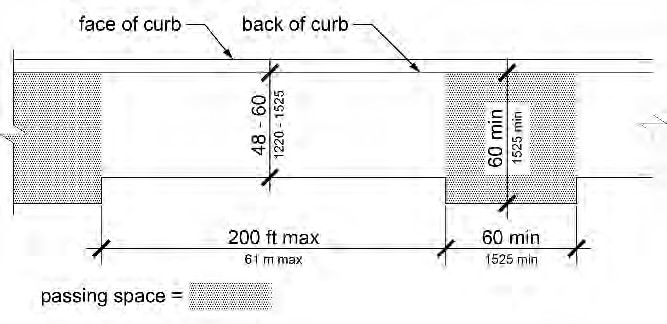 face of curb
back of curb
48 - 60
1220 - 1525
60 min
1525 min
200 ft max
61 m max
60 min
1525 min
passing space =